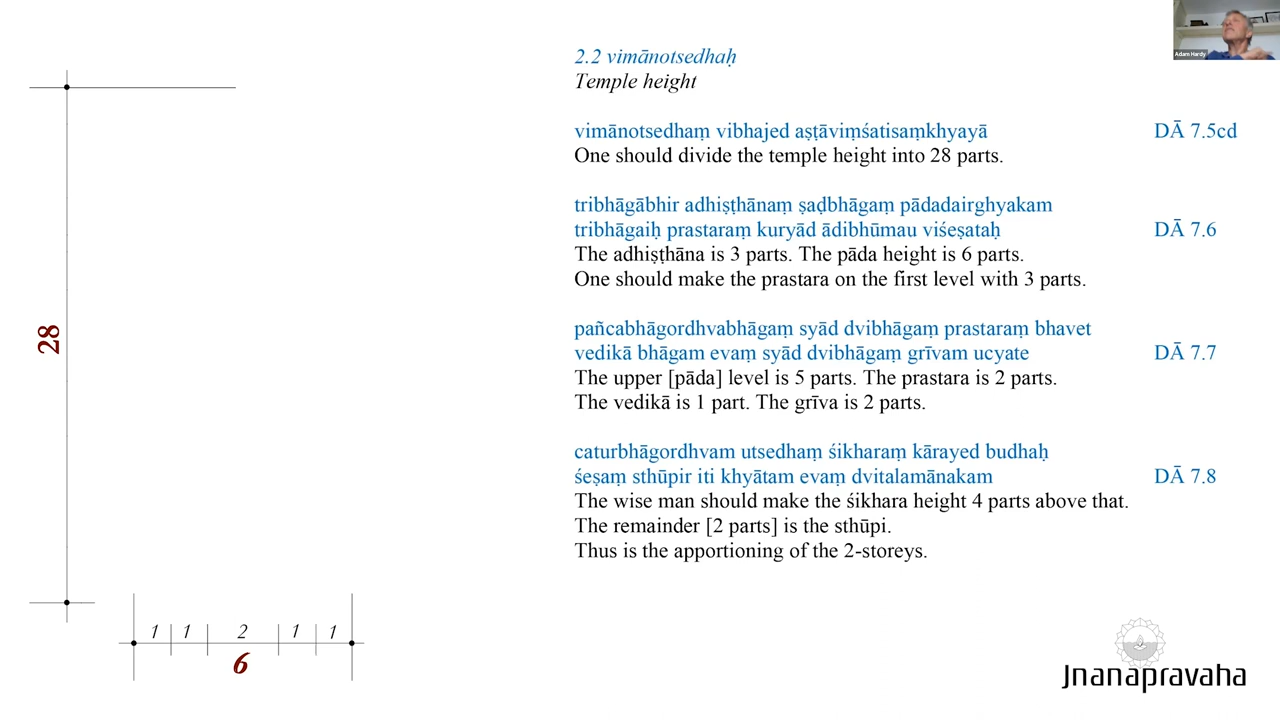 Adam Hardy
2.2 vimānotsedhaḥ
Temple height
vimānotsedhaṃ vibhajed aṣṭāviṃśatisaṃkhyayā DĀ 7.5cd
One should divide the temple height into 28 parts.
tribhāgābhir adhiṣṭhānaṃ ṣaḍbhāgaṃ pādadairghyakam
tribhāgaiḥ prastaraṃ kuryād ādibhūmau viśeṣataḥ DĀ 7.6
The adhiṣṭhāna is 3 parts. The pāda height is 6 parts.
One should make the prastara on the first level with 3 parts.
pañcabhāgordhvabhāgaṃ syād dvibhāgaṃ prastaraṃ bhavet
vedikā bhāgam evaṃ syād dvibhāgaṃ grīvam ucyate DĀ 7.7
The upper [pāda] level is 5 parts. The prastara is 2 parts.
The vedikā is 1 part. The grīva is 2 parts.
caturbhāgordhvam utsedhaṃ śikharaṃ kārayed budhaḥ
śeṣaṃ sthūpir iti khyātam evaṃ dvitalamānakam DĀ 7.8
The wise man should make the śikhara height 4 parts above that.
The remainder [2 parts] is the sthūpi.
Thus is the apportioning of the 2-storeys.
28
1 1 2 1 1
6
Jnanapravaha